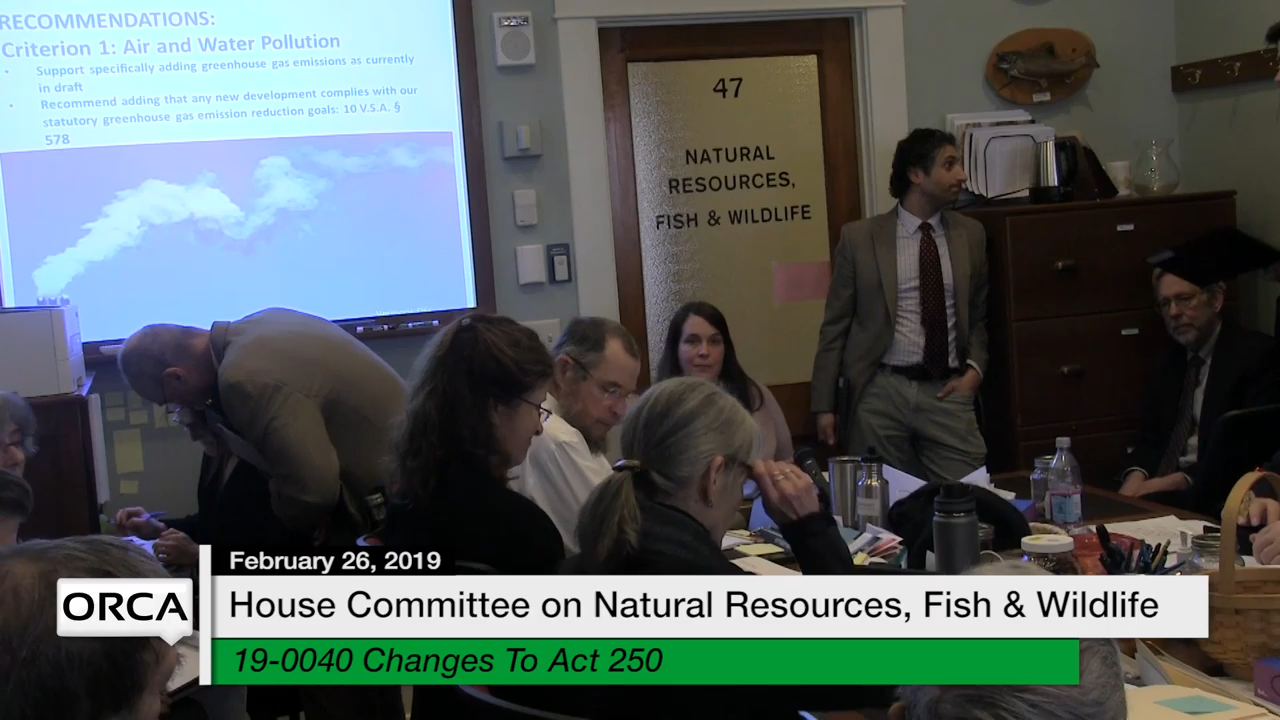 RECOMMENDATIONS:
Criterion 1: Air and Water Pollution
• Support specifically adding greenhouse gas emissions as currently
in draft
• Recommend adding that any new development complies with our
statutory greenhouse gas emission reduction goals: 10 V.S.A. §
578
47
NATURAL
RESOURCES,
FISH & WILDLIFE
February 26, 2019
ORCA
House Committee on Natural Resources, Fish & Wildlife
19-0040 Changes To Act 250